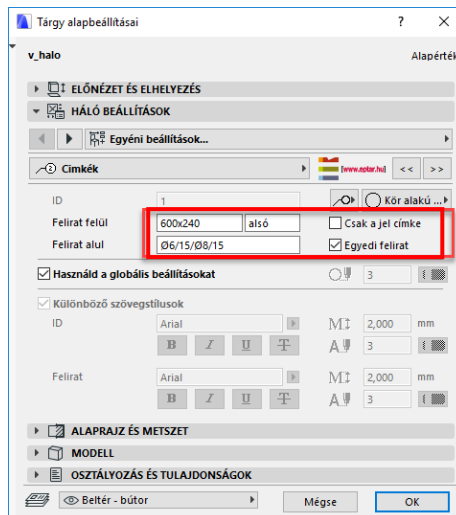 Tárgy alapbeállításai ?
v_halo Alapérték
ELŐNÉZET ÉS ELHELYEZÉS
HÁLÓ BEÁLLÍTÁSOK
Egyéni beállítások...
2 Cimkék [www.eptar.hu] << >>
ID 1 Kör alakú ...
Felirat felül 600x240 alsó Csak a jel címke
Felirat alul Ø6/15/Ø8/15 Egyedi felirat
Használd a globális beállításokat 3
Különböző szövegstílusok
ID Arial M 2,000 mm
B I U T A 3
Felirat Arial M 2,000 mm
B I U T A 3
ALAPRAJZ ÉS METSZET
MODELL
OSZTÁLYOZÁS ÉS TULAJDONSÁGOK
Beltér - bútor Mégse OK